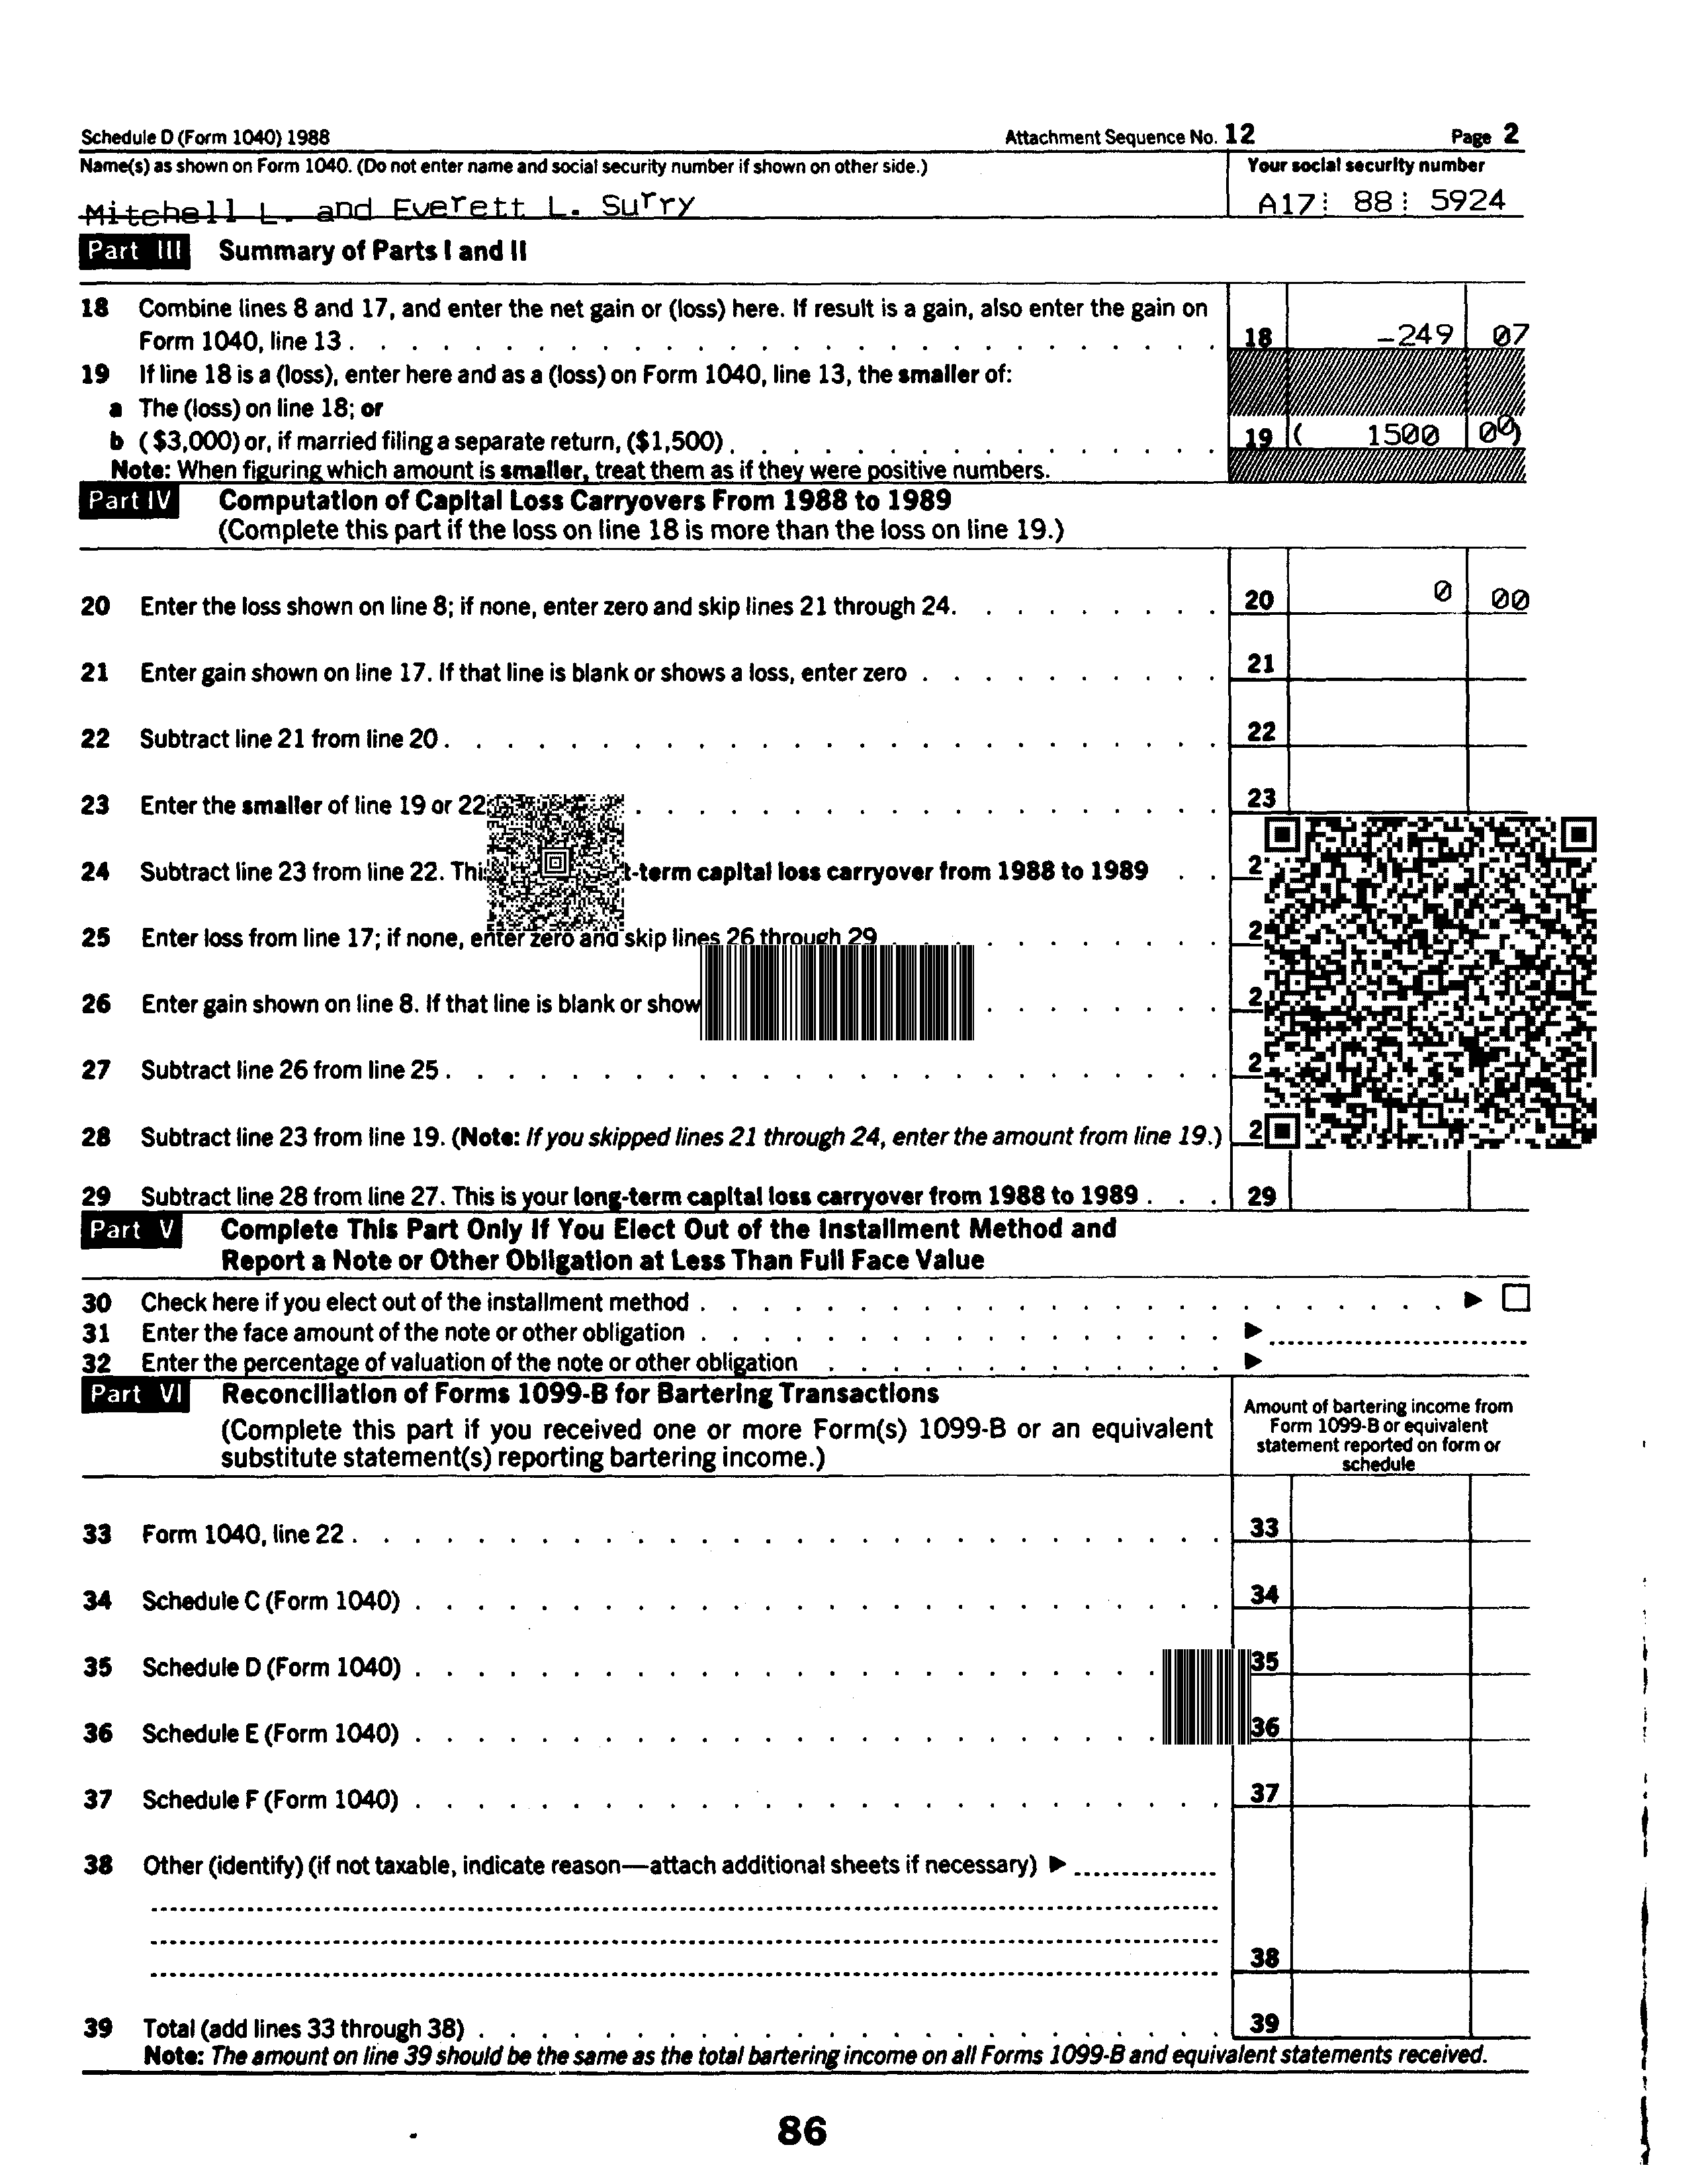 Schedule D (Form 1040) 1988 Attachment Sequence No. 12 Page 2
Name(s) as shown on Form 1040. (Do not enter name and social security number if shown on other side.) Your social security number
Mitchell L. and Everett L. Surry A17 88 5924
Part III Summary of Parts I and II
18 Combine lines 8 and 17, and enter the net gain or (loss) here. If result is a gain, also enter the gain on
Form 1040, line 13 . . . 18 -249 07
19 If line 18 is a (loss), enter here and as a (loss) on Form 1040, line 13, the smaller of:
a The (loss) on line 18; or
b ($3,000) or, if married filing a separate return, ($1,500) . . . 19 ( 1500 00)
Note: When figuring which amount is smaller, treat them as if they were positive numbers.
Part IV Computation of Capital Loss Carryovers From 1988 to 1989
(Complete this part if the loss on line 18 is more than the loss on line 19.)
20 Enter the loss shown on line 8; if none, enter zero and skip lines 21 through 24. . . . 20 0 00
21 Enter gain shown on line 17. If that line is blank or shows a loss, enter zero . . . 21
22 Subtract line 21 from line 20 . . . 22
23 Enter the smaller of line 19 or 22 . . . 23
24 Subtract line 23 from line 22. Thi t-term capital loss carryover from 1988 to 1989 . . 2
25 Enter loss from line 17; if none, enter zero and skip lines 26 through 29 . . . 2
26 Enter gain shown on line 8. If that line is blank or show . . . 2
27 Subtract line 26 from line 25 . . . 2
28 Subtract line 23 from line 19. (Note: If you skipped lines 21 through 24, enter the amount from line 19.) 2
29 Subtract line 28 from line 27. This is your long-term capital loss carryover from 1988 to 1989 . . . 29
Part V Complete This Part Only If You Elect Out of the Installment Method and
Report a Note or Other Obligation at Less Than Full Face Value
30 Check here if you elect out of the installment method . . . ▶ ☐
31 Enter the face amount of the note or other obligation . . . ▶
32 Enter the percentage of valuation of the note or other obligation . . . ▶
Part VI Reconciliation of Forms 1099-B for Bartering Transactions
(Complete this part if you received one or more Form(s) 1099-B or an equivalent
substitute statement(s) reporting bartering income.)
Amount of bartering income from
Form 1099-B or equivalent
statement reported on form or
schedule
33 Form 1040, line 22 . . . 33
34 Schedule C (Form 1040) . . . 34
35 Schedule D (Form 1040) . . . 35
36 Schedule E (Form 1040) . . . 36
37 Schedule F (Form 1040) . . . 37
38 Other (identify) (if not taxable, indicate reason—attach additional sheets if necessary) ▶
38
39 Total (add lines 33 through 38) . . . 39
Note: The amount on line 39 should be the same as the total bartering income on all Forms 1099-B and equivalent statements received.
86